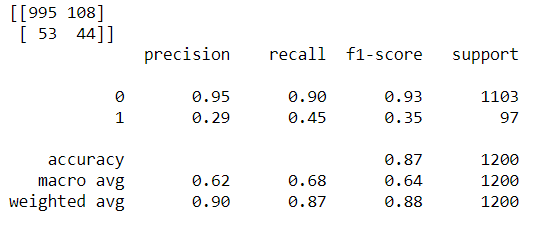 [[995 108]
 [ 53  44]]
              precision    recall  f1-score   support

           0       0.95      0.90      0.93      1103
           1       0.29      0.45      0.35        97

    accuracy                           0.87      1200
   macro avg       0.62      0.68      0.64      1200
weighted avg       0.90      0.87      0.88      1200